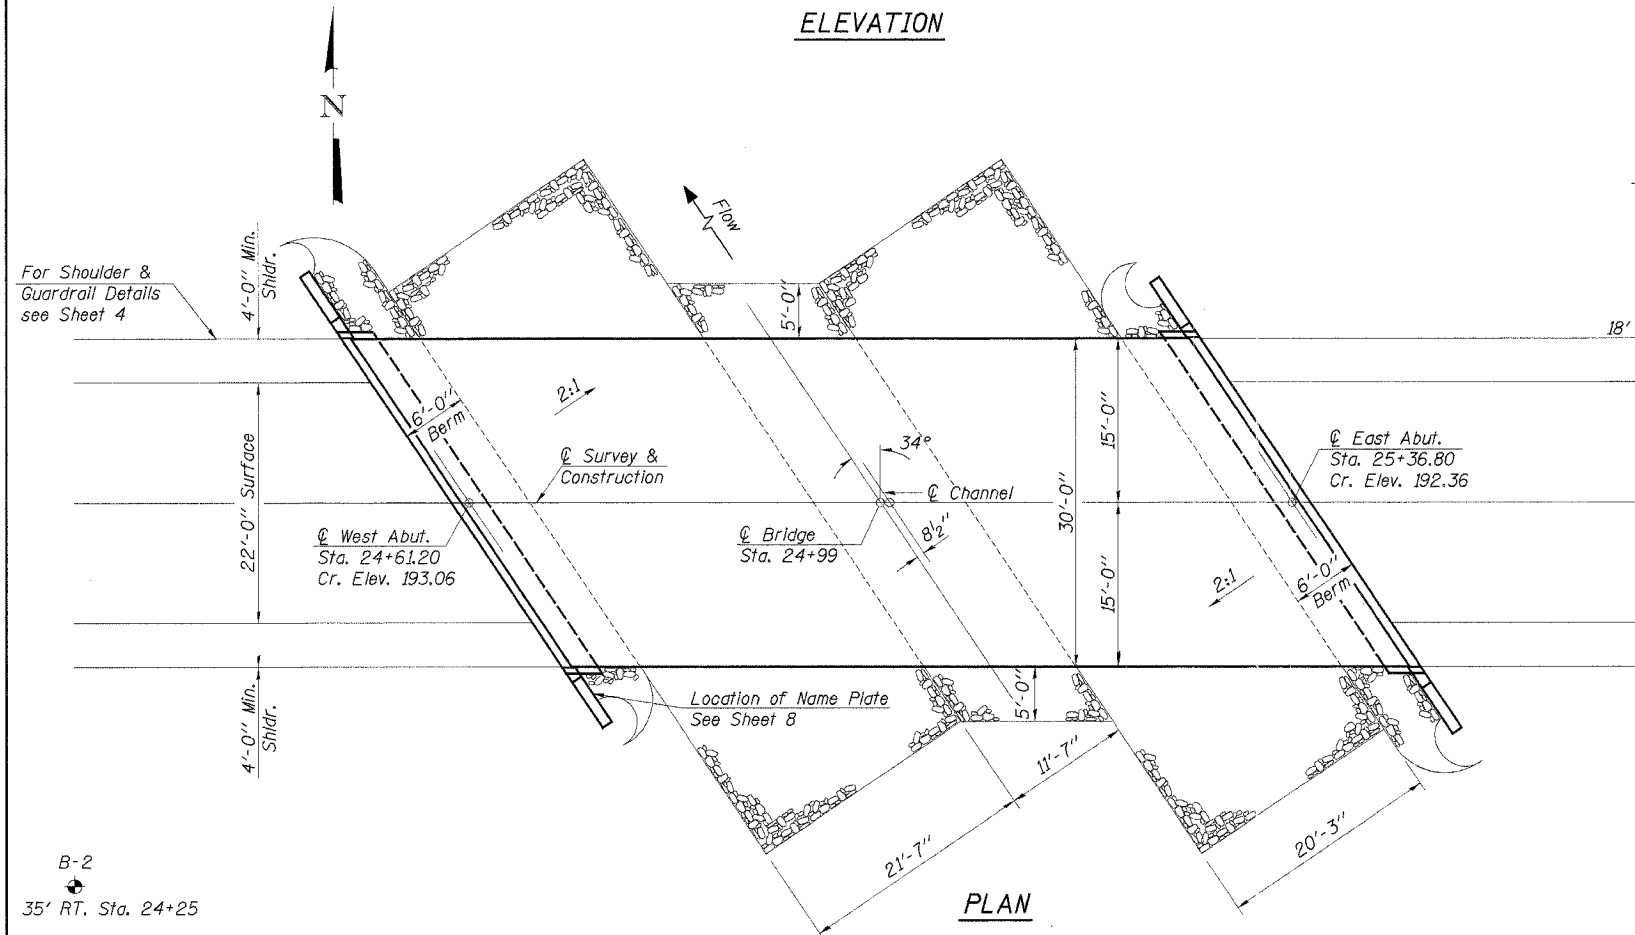 ELEVATION
N
Flow
4'-0" Min.
Shldr.
For Shoulder &
Guardrail Details
see Sheet 4
5'-0"
18'
2:1
6'-0"
Berm
22'-0" Surface
℄ Survey &
Construction
34°
℄ Channel
15'-0"
30'-0"
℄ East Abut.
Sta. 25+36.80
Cr. Elev. 192.36
℄ West Abut.
Sta. 24+61.20
Cr. Elev. 193.06
℄ Bridge
Sta. 24+99
8½"
15'-0"
2:1
6'-0"
Berm
4'-0" Min.
Shldr.
Location of Name Plate
See Sheet 8
5'-0"
11'-7"
21'-7"
20'-3"
B-2
35' RT. Sta. 24+25
PLAN